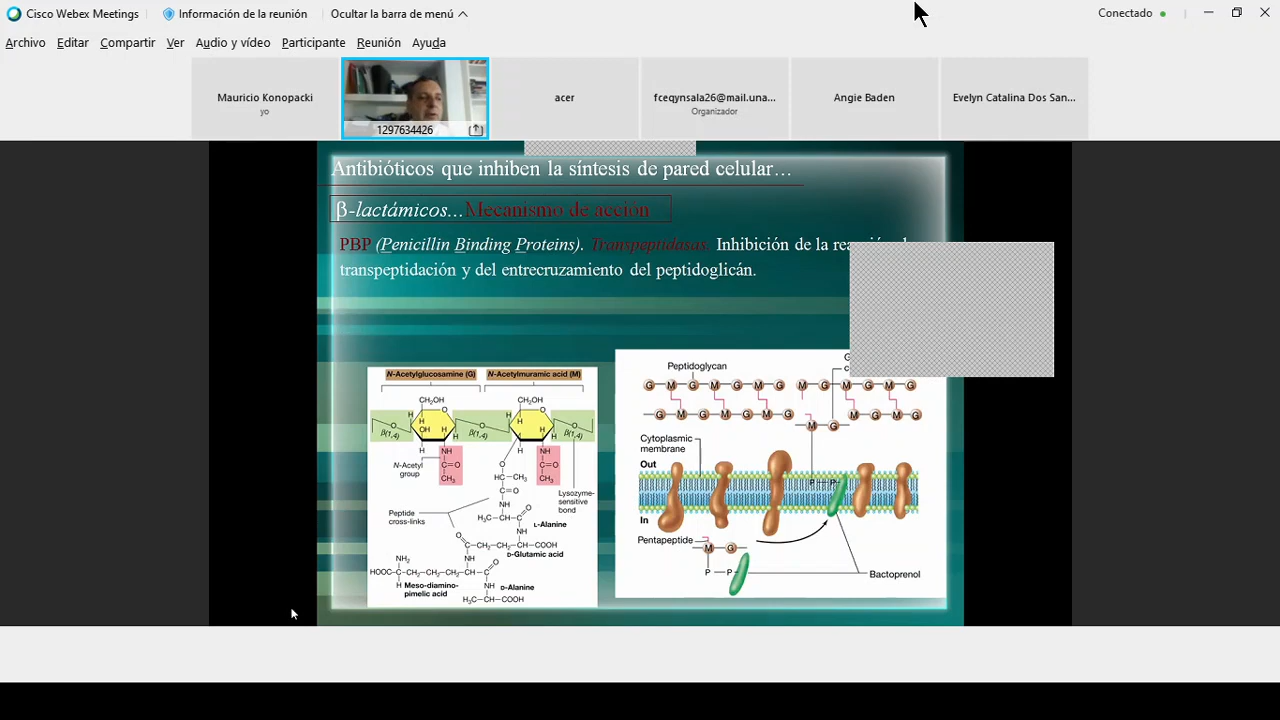 Cisco Webex Meetings
Información de la reunión
Ocultar la barra de menú
Conectado
Archivo Editar Compartir Ver Audio y vídeo Participante Reunión Ayuda
Mauricio Konopacki
yo
1297634426
acer
fceqynsala26@mail.una...
Organizador
Angie Baden
Evelyn Catalina Dos San...
Antibióticos que inhiben la síntesis de pared celular...
β-lactámicos...Mecanismo de acción
PBP (Penicillin Binding Proteins). Transpeptidasas. Inhibición de la
transpeptidación y del entrecruzamiento del peptidoglicán.
N-Acetylglucosamine (G)
N-Acetylmuramic acid (M)
CH₂OH CH₂OH
O O
H H
H H
OH H H
H H
β(1,4) O β(1,4) O O β(1,4)
H H
NH NH
C=O C=O
CH₃ CH₃
N-Acetyl
group
O
HC—CH₃
C=O
NH
Lysozyme-
sensitive
bond
Peptide
cross-links
H₃C—CH—C O
L-Alanine
NH
O
C—CH₂—CH₂—CH—COOH
D-Glutamic acid
NH₂ NH
HOOC—C—CH₂—CH₂—CH₂—CH—C O
H
Meso-diamino-
pimelic acid
NH
D-Alanine
H₃C—CH—COOH
Peptidoglycan
G M G M G M G M G M G M G
G M G M G M G M G M G
M G
Cytoplasmic
membrane
Out
P P
In
Pentapeptide
M G
P P
Bactoprenol